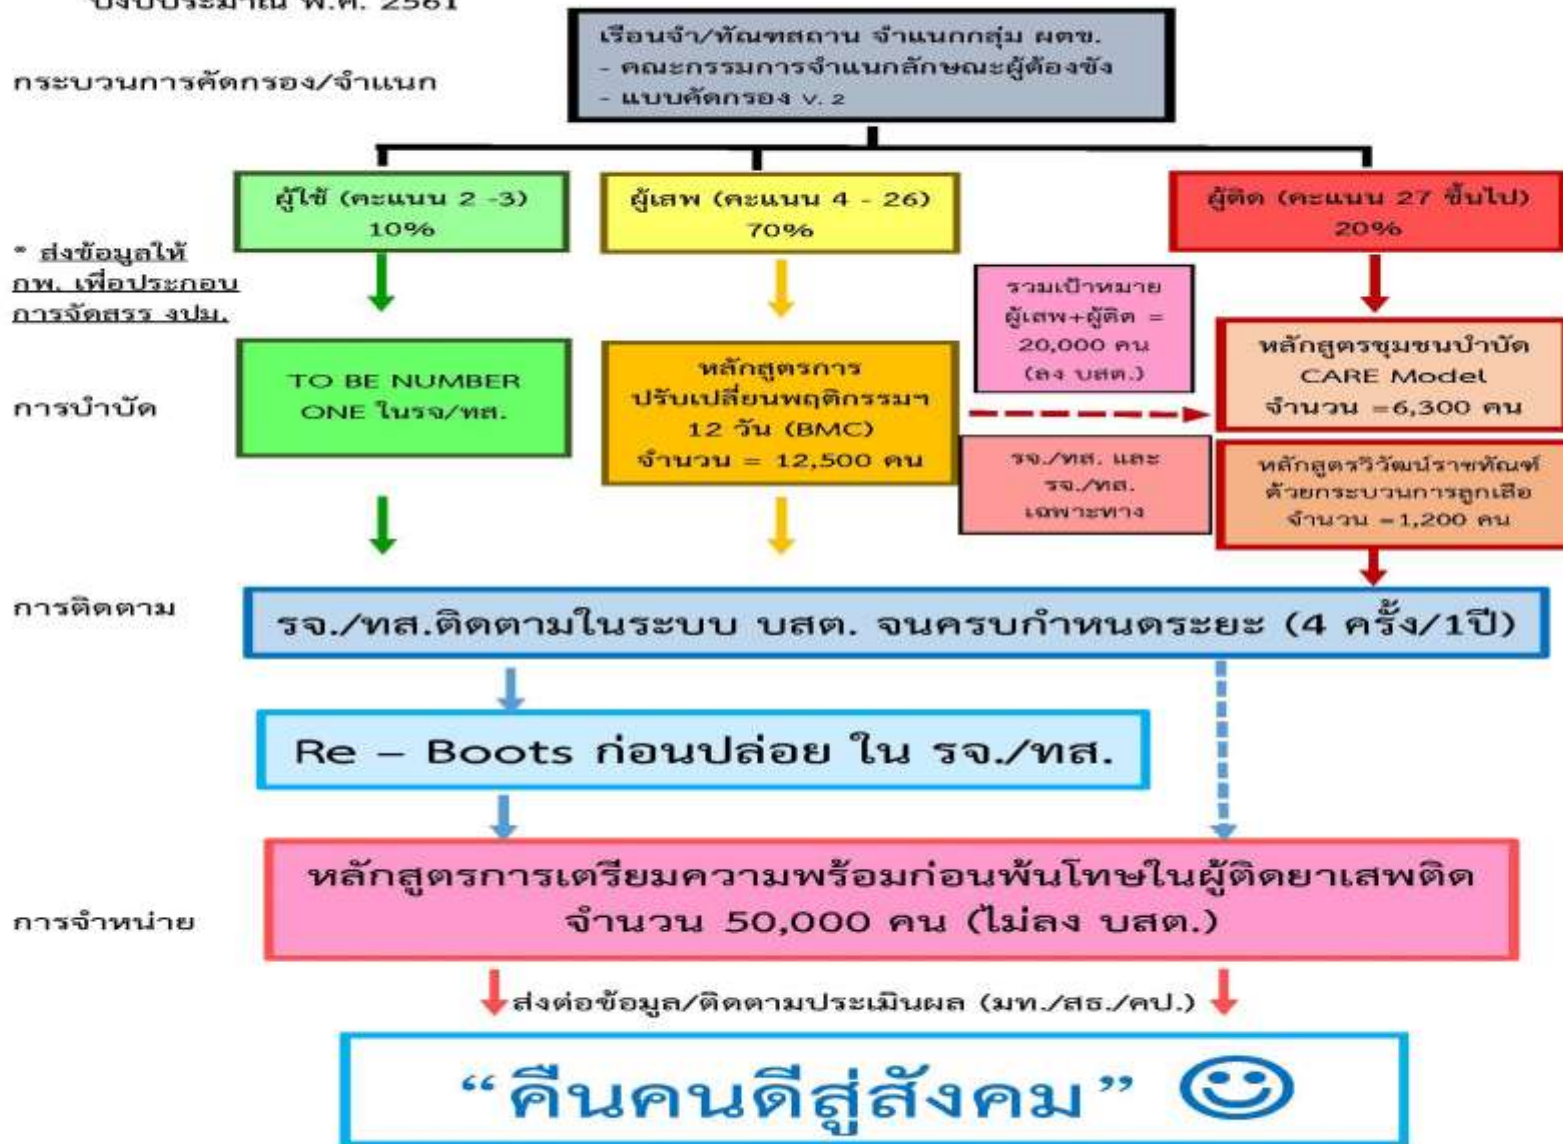 ปีงบประมาณ พ.ศ. 2561
เรือนจำ/ทัณฑสถาน จำแนกกลุ่ม ผตข.
- คณะกรรมการจำแนกลักษณะผู้ต้องขัง
- แบบคัดกรอง V. 2
กระบวนการคัดกรอง/จำแนก
ผู้ใช้ (คะแนน 2 -3)
10%
ผู้เสพ (คะแนน 4 - 26)
70%
ผู้ติด (คะแนน 27 ขึ้นไป)
20%
* ส่งข้อมูลให้
กพ. เพื่อประกอบ
การจัดสรร งปม.
รวมเป้าหมาย
ผู้เสพ+ผู้ติด =
20,000 คน
(ลง บสต.)
การบำบัด
TO BE NUMBER
ONE ในรจ/ทส.
หลักสูตรการ
ปรับเปลี่ยนพฤติกรรมฯ
12 วัน (BMC)
จำนวน = 12,500 คน
หลักสูตรชุมชนบำบัด
CARE Model
จำนวน =6,300 คน
รจ./ทส. และ
รจ./ทส.
เฉพาะทาง
หลักสูตรวิวัฒน์ราชทัณฑ์
ด้วยกระบวนการลูกเสือ
จำนวน =1,200 คน
การติดตาม
รจ./ทส.ติดตามในระบบ บสต. จนครบกำหนดระยะ (4 ครั้ง/1ปี)
Re – Boots ก่อนปล่อย ใน รจ./ทส.
การจำหน่าย
หลักสูตรการเตรียมความพร้อมก่อนพ้นโทษในผู้ติดยาเสพติด
จำนวน 50,000 คน (ไม่ลง บสต.)
ส่งต่อข้อมูล/ติดตามประเมินผล (มท./สธ./คป.)
“คืนคนดีสู่สังคม”